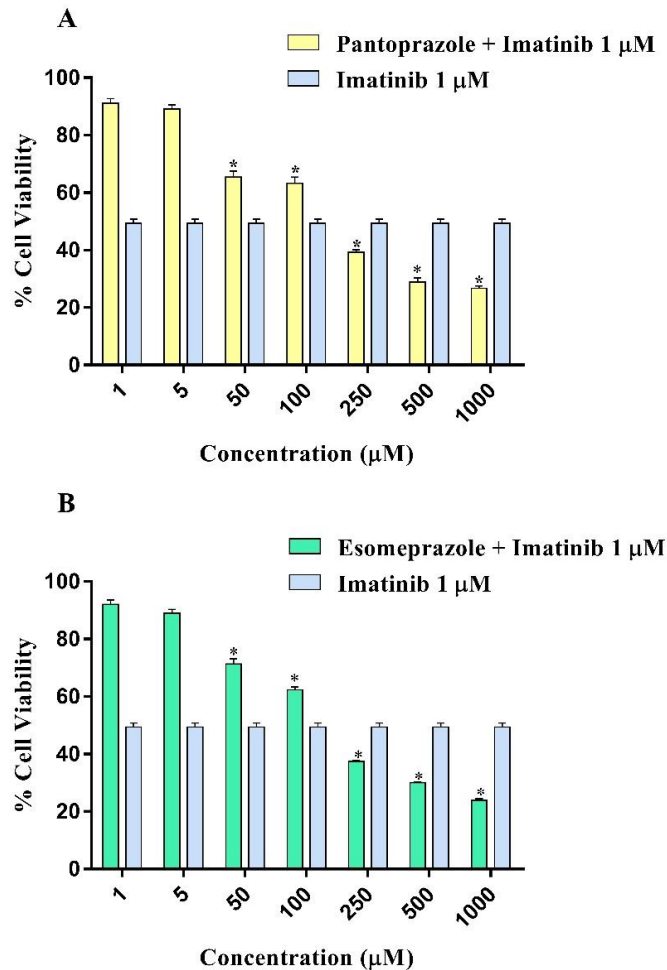 A
Pantoprazole + Imatinib 1 μM
Imatinib 1 μM
% Cell Viability
100
80
60
40
20
0
* * * * *
1 5 50 100 250 500 1000
Concentration (μM)
B
Esomeprazole + Imatinib 1 μM
Imatinib 1 μM
% Cell Viability
100
80
60
40
20
0
* * * * *
1 5 50 100 250 500 1000
Concentration (μM)